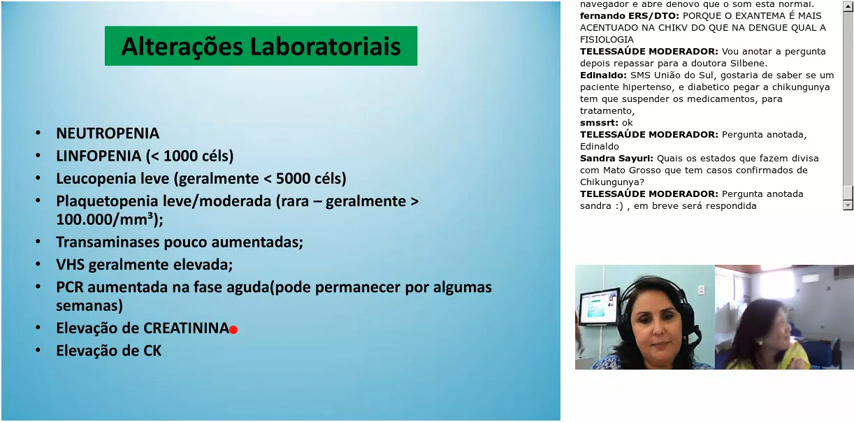 Alterações Laboratoriais
• NEUTROPENIA
• LINFOPENIA (< 1000 céls)
• Leucopenia leve (geralmente < 5000 céls)
• Plaquetopenia leve/moderada (rara – geralmente >
100.000/mm³);
• Transaminases pouco aumentadas;
• VHS geralmente elevada;
• PCR aumentada na fase aguda(pode permanecer por algumas
semanas)
• Elevação de CREATININA
• Elevação de CK
navegador e abre denovo que o som esta normal.
fernando ERS/DTO: PORQUE O EXANTEMA É MAIS
ACENTUADO NA CHIKV DO QUE NA DENGUE QUAL A
FISIOLOGIA
TELESSAÚDE MODERADOR: Vou anotar a pergunta
depois repassar para a doutora Silbene.
Edinaldo: SMS União do Sul, gostaria de saber se um
paciente hipertenso, e diabetico pegar a chikungunya
tem que suspender os medicamentos, para
tratamento,
smssrt: ok
TELESSAÚDE MODERADOR: Pergunta anotada,
Edinaldo
Sandra Sayuri: Quais os estados que fazem divisa
com Mato Grosso que tem casos confirmados de
Chikungunya?
TELESSAÚDE MODERADOR: Pergunta anotada
sandra :) , em breve será respondida